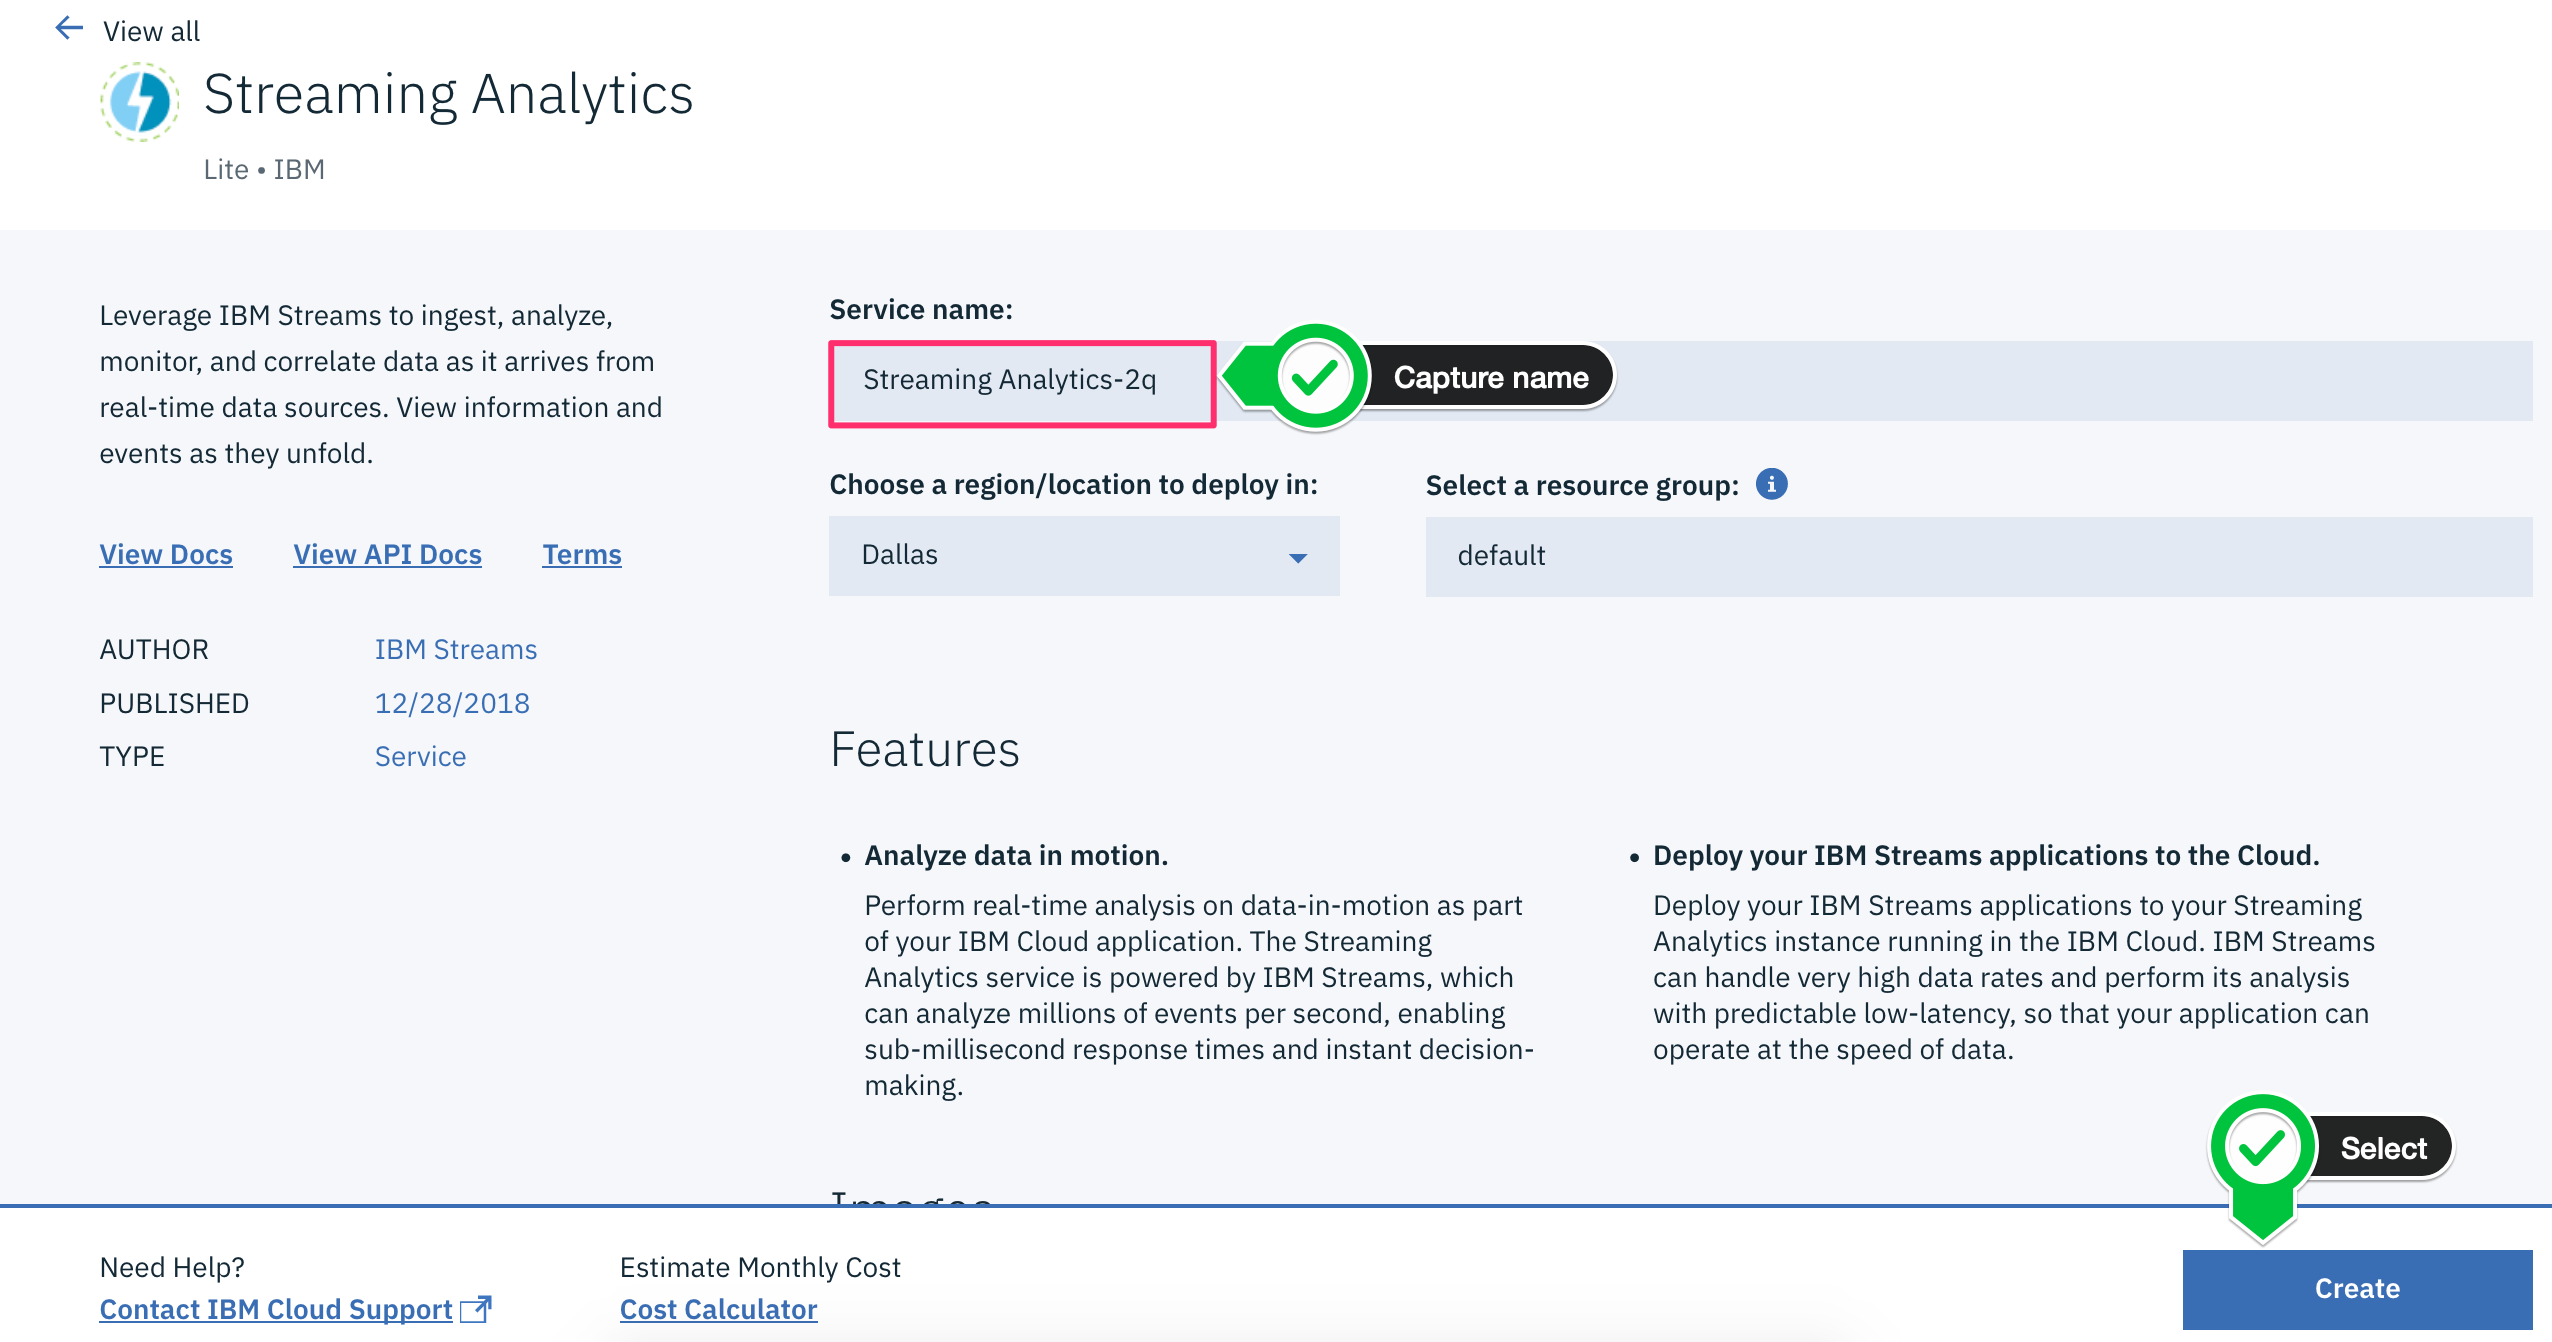 View all
Streaming Analytics
Lite • IBM
Leverage IBM Streams to ingest, analyze,
monitor, and correlate data as it arrives from
real-time data sources. View information and
events as they unfold.
View Docs View API Docs Terms
AUTHOR IBM Streams
PUBLISHED 12/28/2018
TYPE Service
Service name:
Streaming Analytics-2q
Capture name
Choose a region/location to deploy in:
Dallas
Select a resource group:
default
Features
• Analyze data in motion.
Perform real-time analysis on data-in-motion as part
of your IBM Cloud application. The Streaming
Analytics service is powered by IBM Streams, which
can analyze millions of events per second, enabling
sub-millisecond response times and instant decision-
making.
• Deploy your IBM Streams applications to the Cloud.
Deploy your IBM Streams applications to your Streaming
Analytics instance running in the IBM Cloud. IBM Streams
can handle very high data rates and perform its analysis
with predictable low-latency, so that your application can
operate at the speed of data.
Images
Select
Need Help?
Contact IBM Cloud Support
Estimate Monthly Cost
Cost Calculator
Create